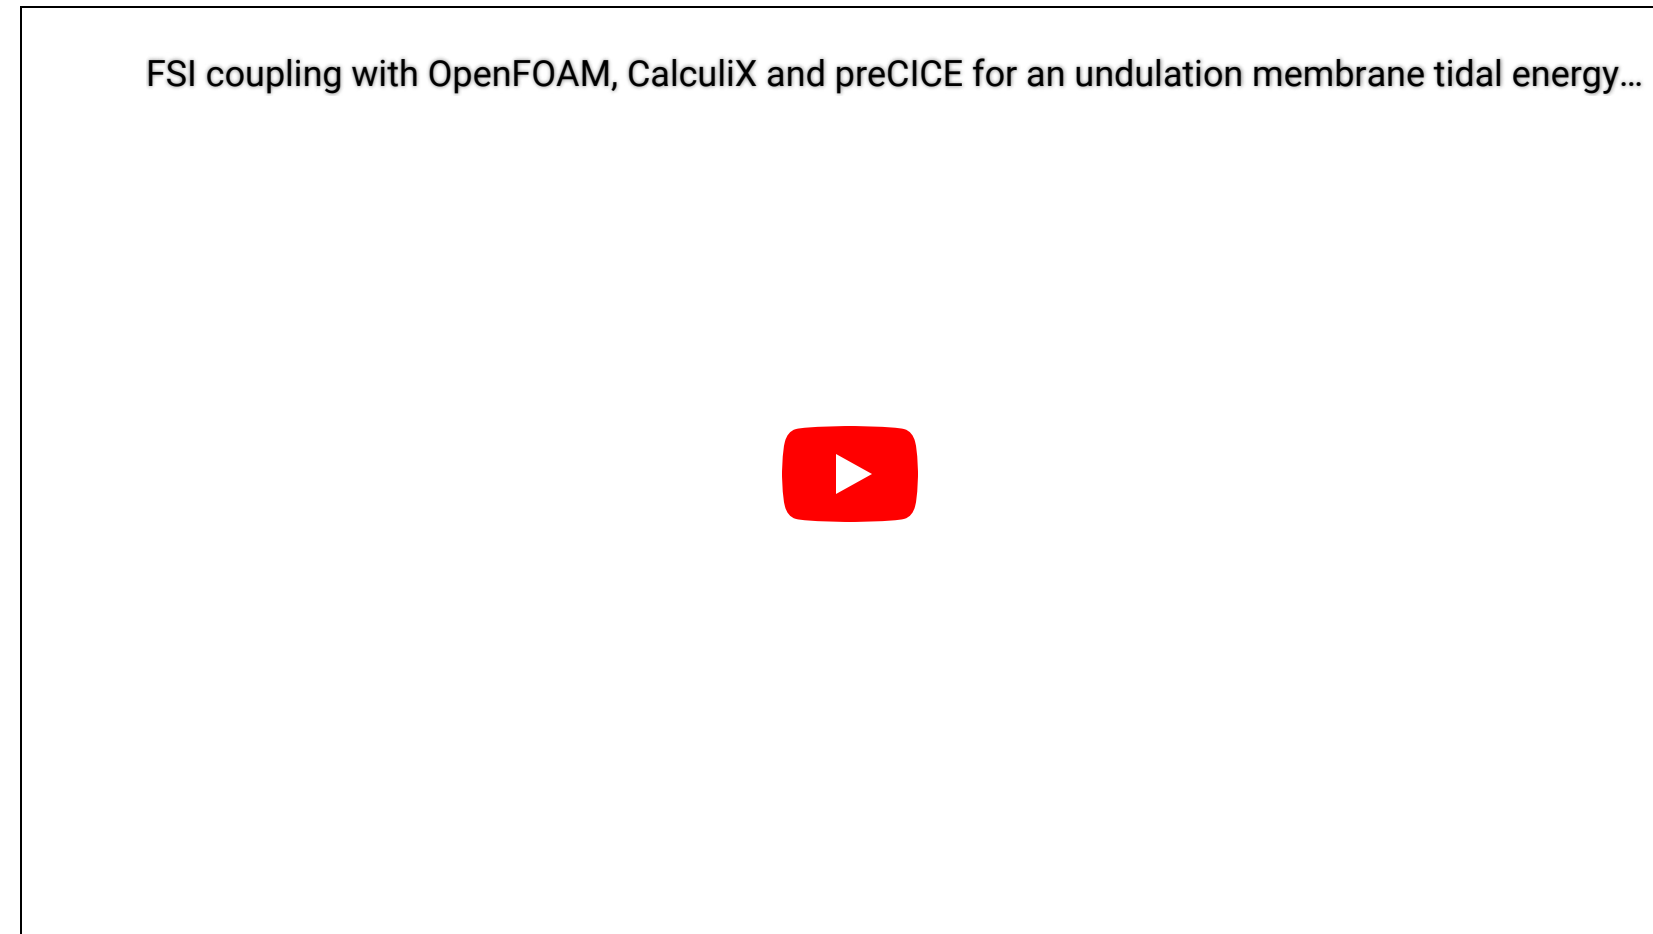 FSI coupling with OpenFOAM, CalculiX and preCICE for an undulation membrane tidal energy…